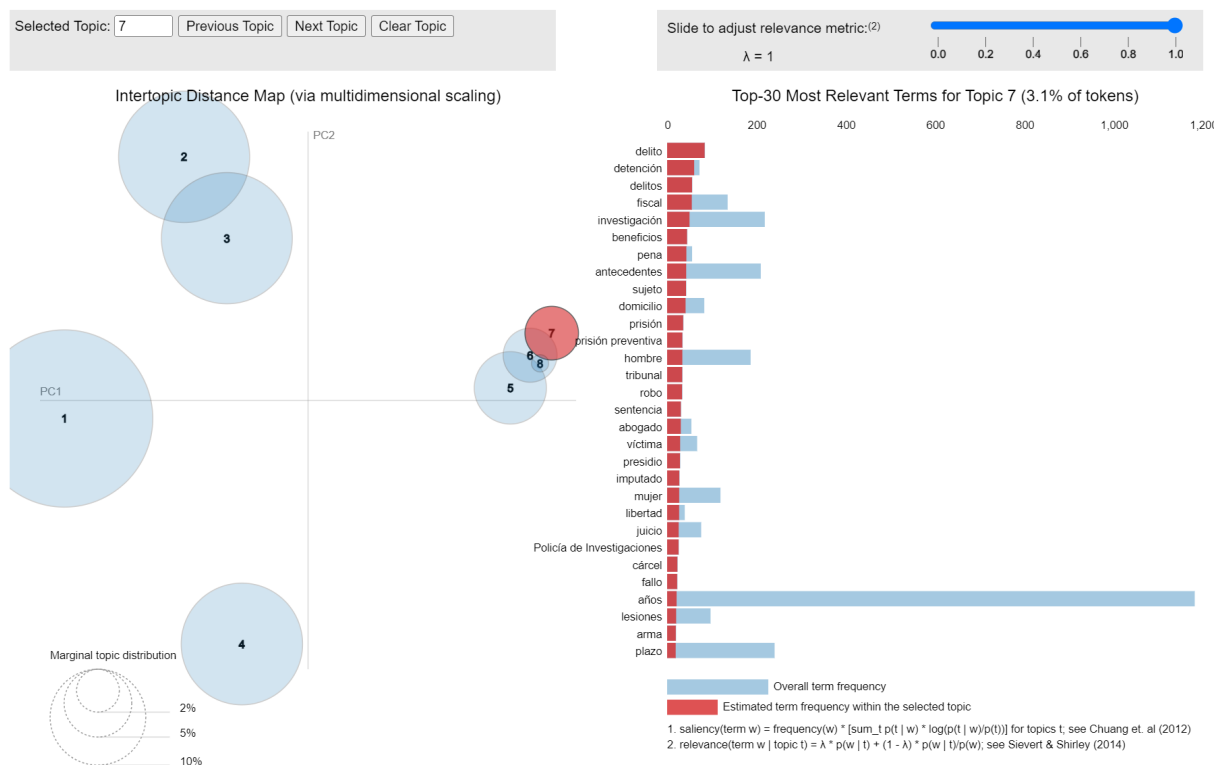 Selected Topic: 7 Previous Topic Next Topic Clear Topic
Slide to adjust relevance metric:(2)
λ = 1
0.0 0.2 0.4 0.6 0.8 1.0
Intertopic Distance Map (via multidimensional scaling)
PC2
PC1
2
3
7
6
8
5
1
4
Marginal topic distribution
2%
5%
10%
Top-30 Most Relevant Terms for Topic 7 (3.1% of tokens)
0 200 400 600 800 1,000 1,200
delito
detención
delitos
fiscal
investigación
beneficios
pena
antecedentes
sujeto
domicilio
prisión
prisión preventiva
hombre
tribunal
robo
sentencia
abogado
víctima
presidio
imputado
mujer
libertad
juicio
Policía de Investigaciones
cárcel
fallo
años
lesiones
arma
plazo
Overall term frequency
Estimated term frequency within the selected topic
1. saliency(term w) = frequency(w) * [sum_t p(t | w) * log(p(t | w)/p(t))] for topics t; see Chuang et. al (2012)
2. relevance(term w | topic t) = λ * p(w | t) + (1 - λ) * p(w | t)/p(w); see Sievert & Shirley (2014)